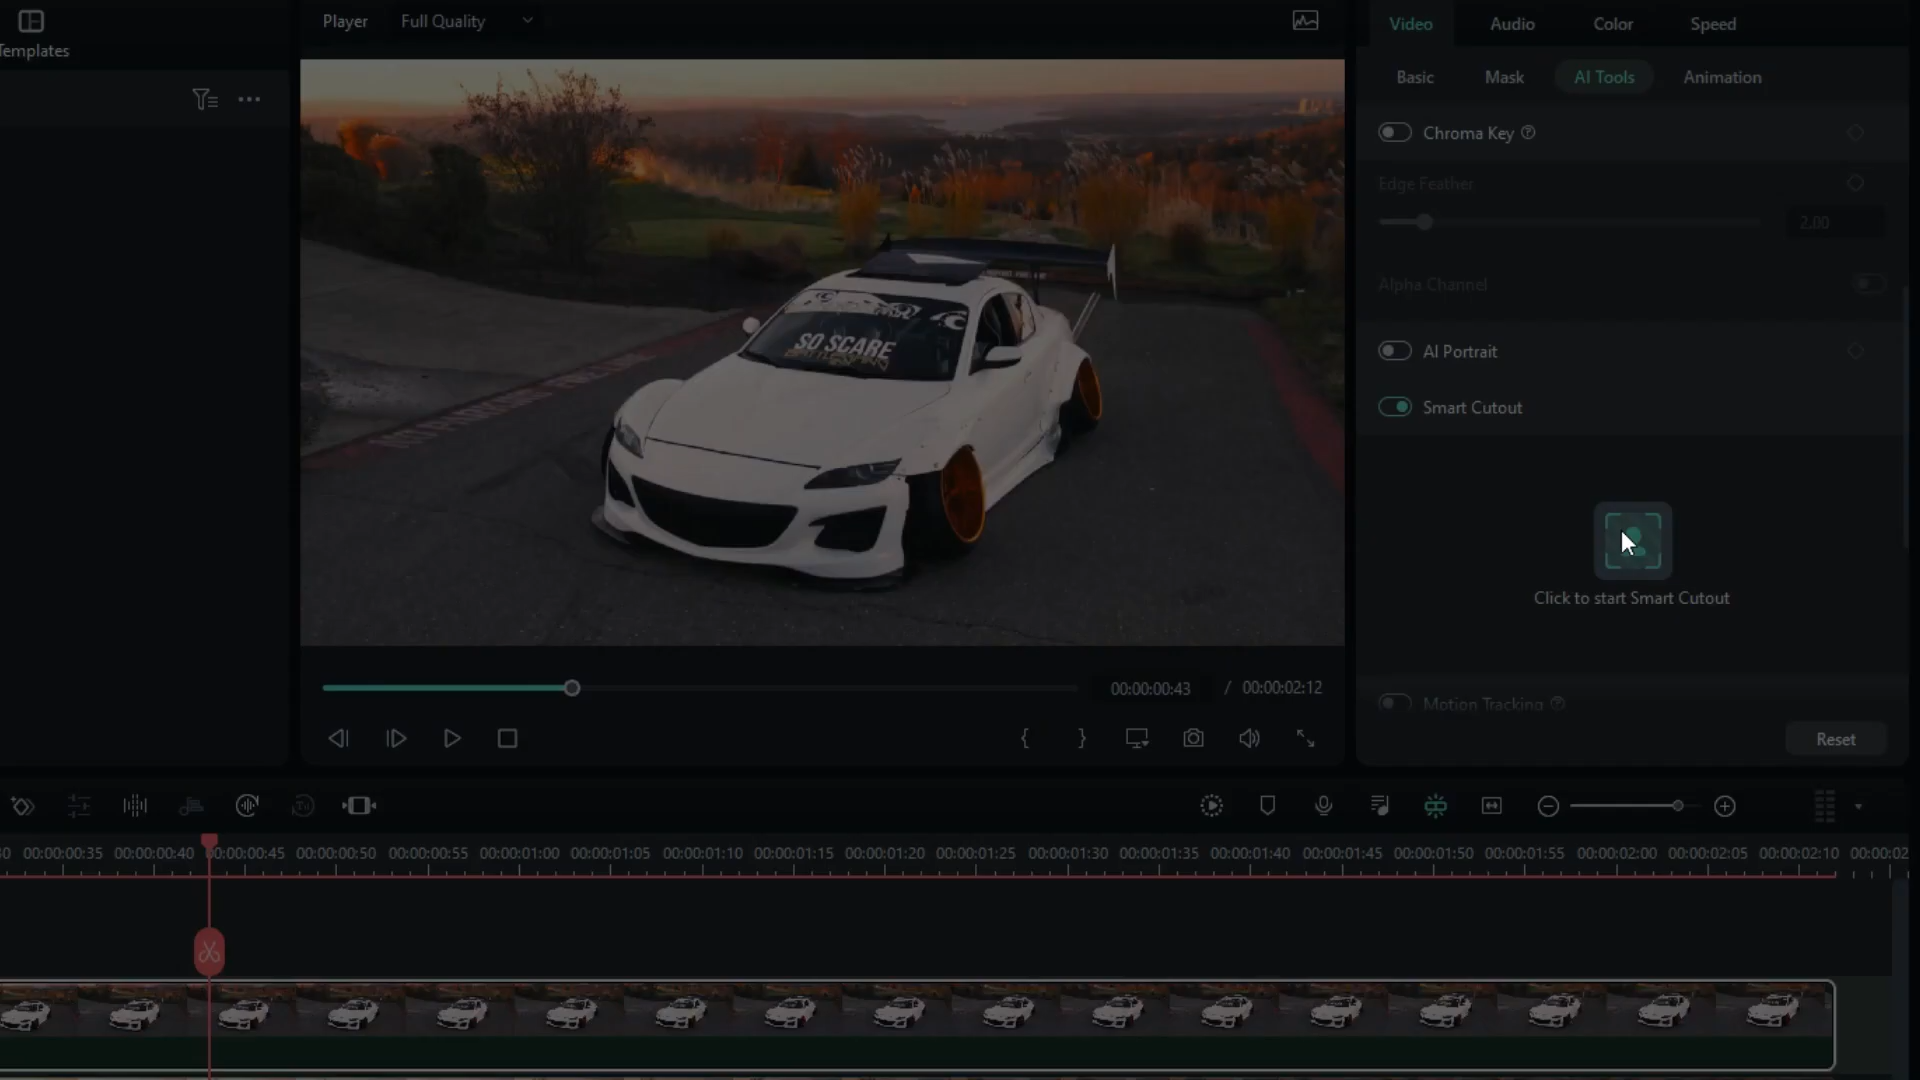 Templates
Player
Full Quality
Video
Audio
Color
Speed
Basic
Mask
AI Tools
Animation
Chroma Key
Edge Feather
2.00
Alpha Channel
AI Portrait
Smart Cutout
Click to start Smart Cutout
Motion Tracking
Reset
SO SCARE
NO PARKING FIRE LANE
00:00:00:43 / 00:00:02:12
00:00:00:35
00:00:00:40
00:00:00:45
00:00:00:50
00:00:00:55
00:00:01:00
00:00:01:05
00:00:01:10
00:00:01:15
00:00:01:20
00:00:01:25
00:00:01:30
00:00:01:35
00:00:01:40
00:00:01:45
00:00:01:50
00:00:01:55
00:00:02:00
00:00:02:05
00:00:02:10
00:00:02